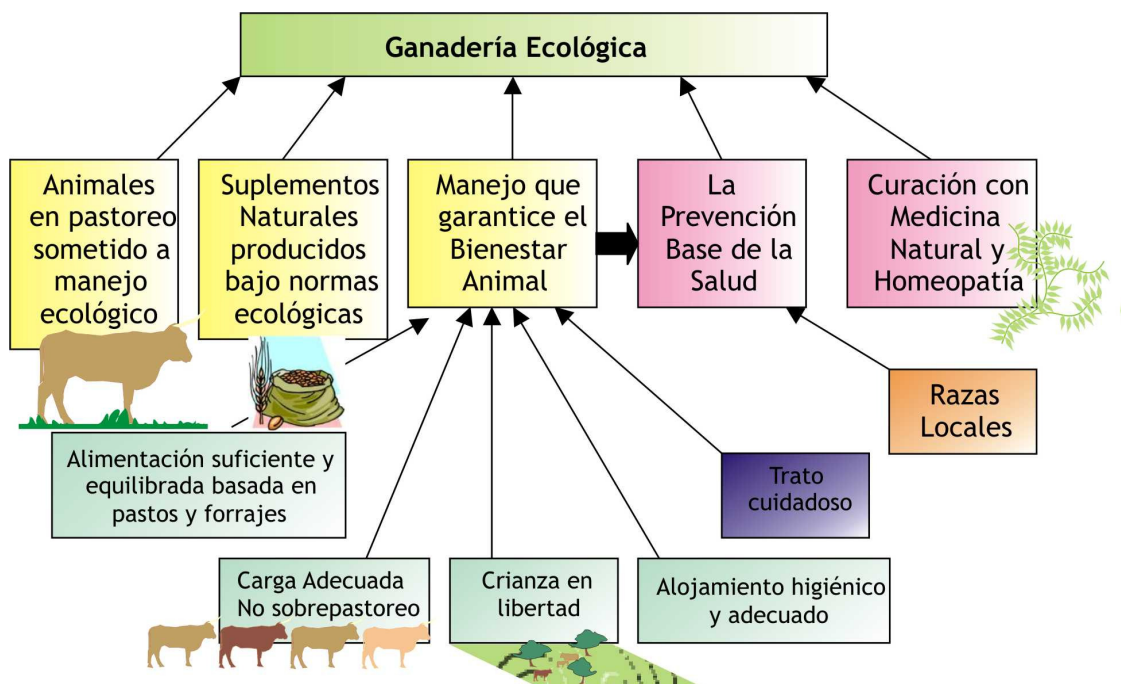 Ganadería Ecológica
Animales
en pastoreo
sometido a
manejo
ecológico
Suplementos
Naturales
producidos
bajo normas
ecológicas
Manejo que
garantice el
Bienestar
Animal
La
Prevención
Base de la
Salud
Curación con
Medicina
Natural y
Homeopatía
Razas
Locales
Alimentación suficiente y
equilibrada basada en
pastos y forrajes
Trato
cuidadoso
Carga Adecuada
No sobrepastoreo
Crianza en
libertad
Alojamiento higiénico
y adecuado